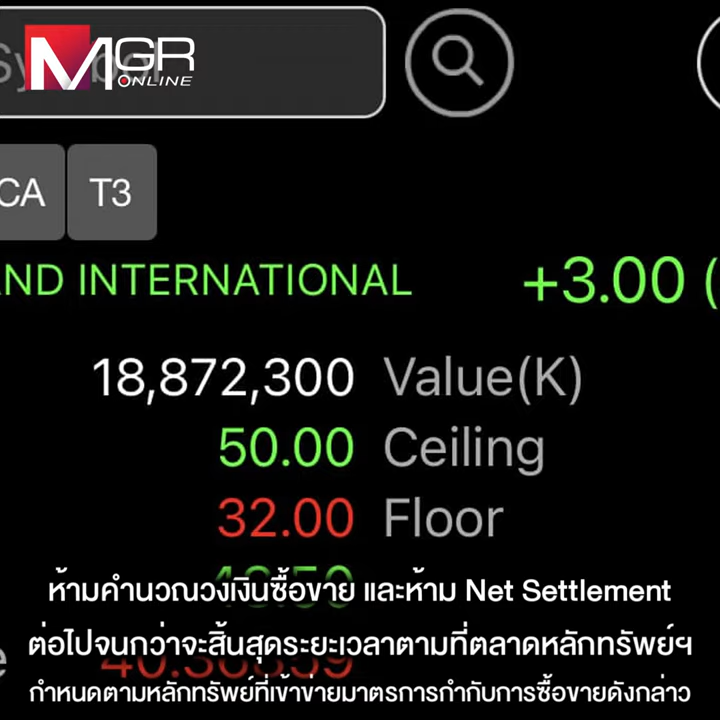 MGR
ONLINE
CA T3
AND INTERNATIONAL +3.00 (
18,872,300 Value(K)
50.00 Ceiling
32.00 Floor
ห้ามคำนวณวงเงินซื้อขาย และห้าม Net Settlement
ต่อไปจนกว่าจะสิ้นสุดระยะเวลาตามที่ตลาดหลักทรัพย์ฯ
กำหนดตามหลักทรัพย์ที่เข้าข่ายมาตรการกำกับการซื้อขายดังกล่าว